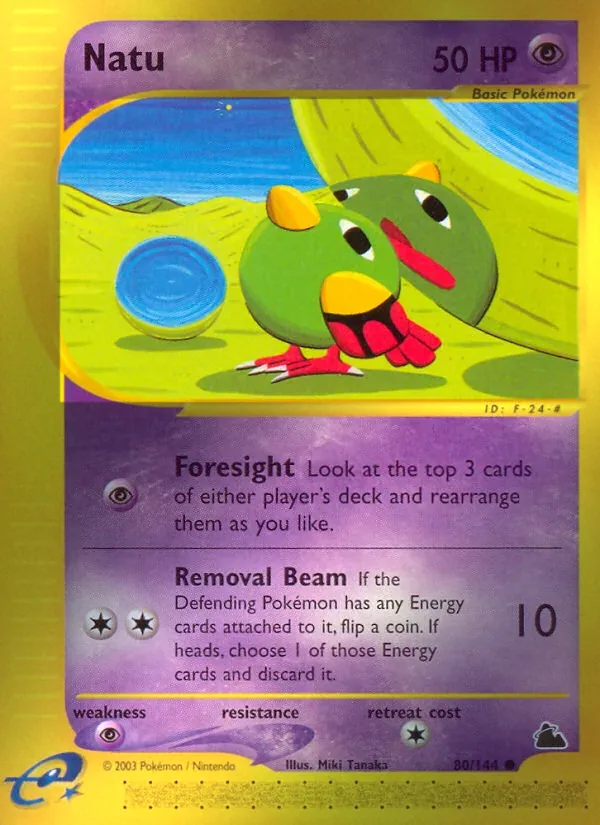 Natu 50 HP
Basic Pokémon
ID: F-24-#
Foresight Look at the top 3 cards
of either player's deck and rearrange
them as you like.
Removal Beam If the
Defending Pokémon has any Energy
cards attached to it, flip a coin. If
heads, choose 1 of those Energy
cards and discard it.
10
weakness resistance retreat cost
© 2003 Pokémon / Nintendo Illus. Miki Tanaka 80/144
e